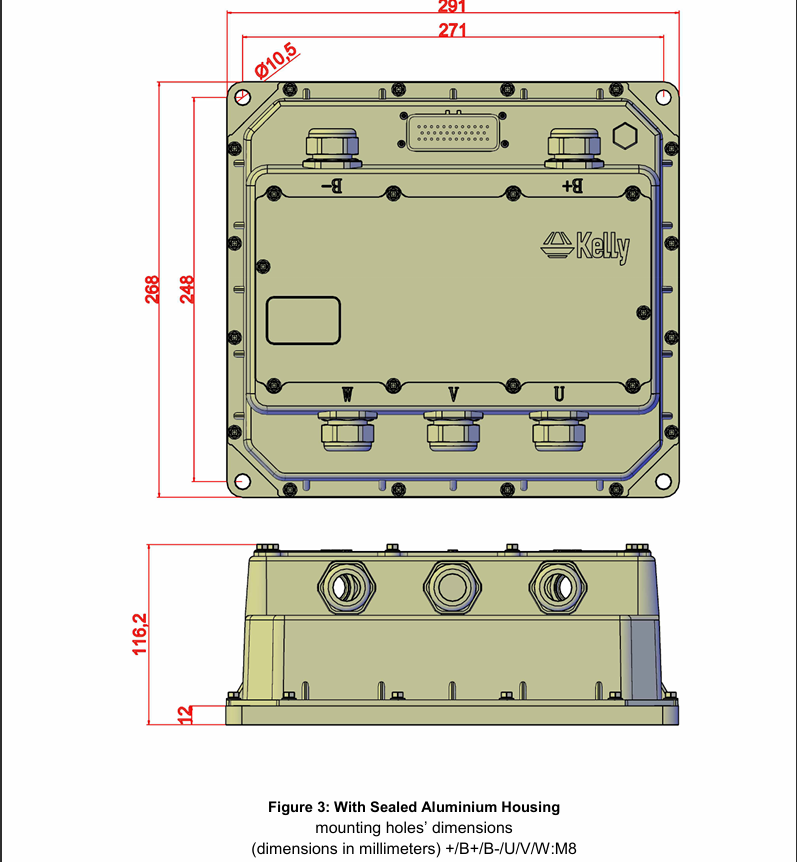 291
271
Ø10,5
B-
B+
Kelly
268
248
W V U
116,2
12
Figure 3: With Sealed Aluminium Housing
mounting holes’ dimensions
(dimensions in millimeters) +/B+/B-/U/V/W:M8